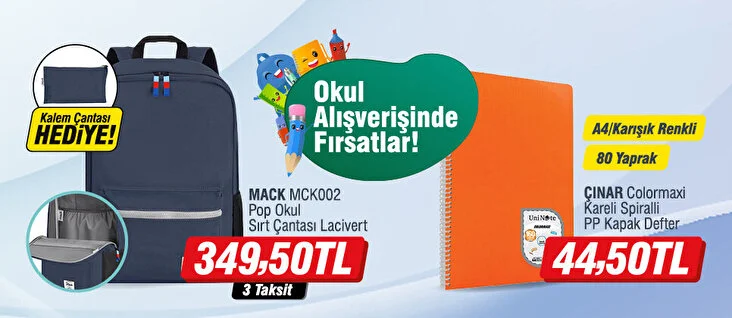 Kalem Çantası
HEDİYE!
Okul
Alışverişinde
Fırsatlar!
MACK MCK002
Pop Okul
Sırt Çantası Lacivert
349,50TL
3 Taksit
A4/Karışık Renkli
80 Yaprak
ÇINAR Colormaxi
Kareli Spiralli
PP Kapak Defter
44,50TL
UniNote